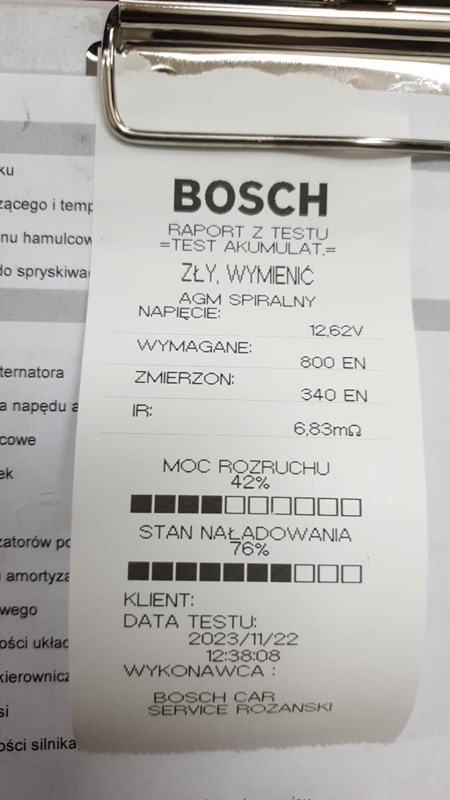 BOSCH
RAPORT Z TESTU
=TEST AKUMULAT.=
ZŁY, WYMIENIĆ
AGM SPIRALNY
NAPIĘCIE:
12,62V
WYMAGANE:
800 EN
ZMIERZON:
340 EN
IR:
6,83mΩ
MOC ROZRUCHU
42%
STAN NAŁADOWANIA
76%
KLIENT:
DATA TESTU:
2023/11/22
12:38:08
WYKONAWCA :
BOSCH CAR
SERVICE ROZANSKI
ku
zącego i temp
nu hamulcow
do spryskiwa
ternatora
a napędu a
cowe
ek
zatorów po
amortyza
wego
ości układ
kierownicz
si
ości silnika